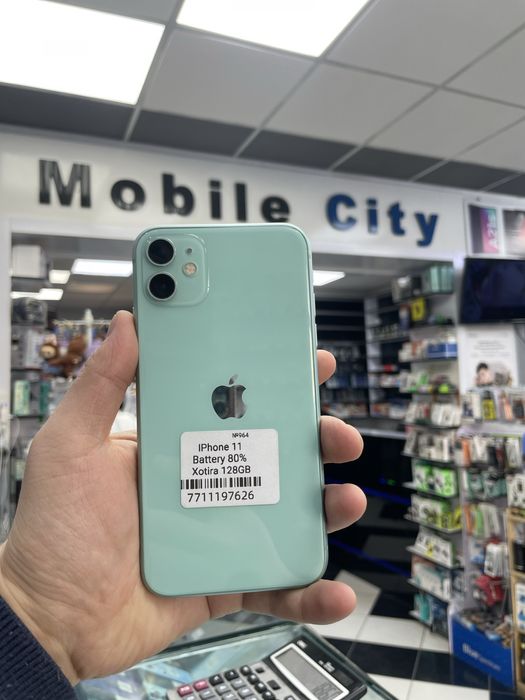 Mobile City
№964
IPhone 11
Battery 80%
Xotira 128GB
7711197626